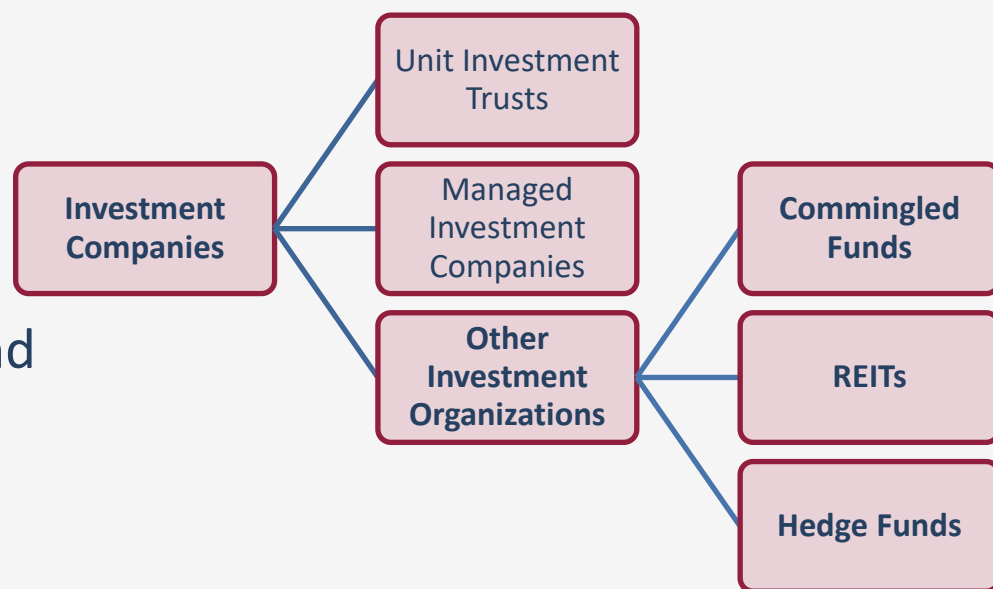 Unit Investment
Trusts
Investment
Companies
Managed
Investment
Companies
Commingled
Funds
Other
Investment
Organizations
REITs
Hedge Funds